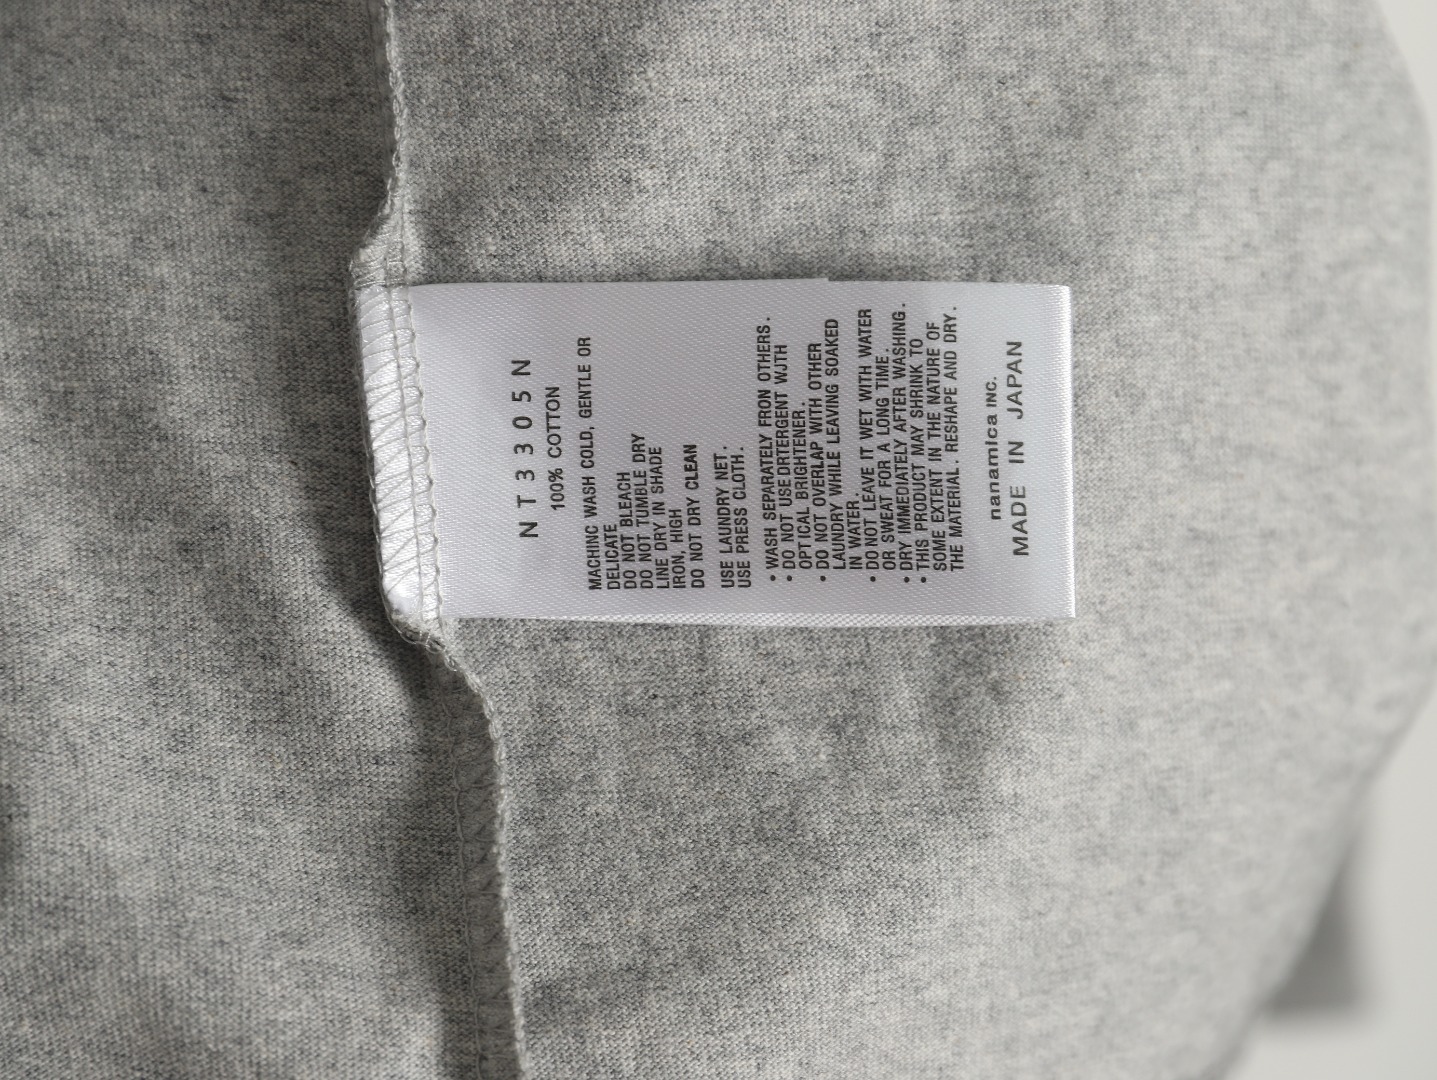 NT3305N
100% COTTON
MACHINC WASH COLD, GENTLE OR
DELICATE
DO NOT BLEACH
DO NOT TUMBLE DRY
LINE DRY IN SHADE
IRON, HIGH
DO NOT DRY CLEAN
USE LAUNDRY NET.
USE PRESS CLOTH.
• WASH SEPARATELY FRON OTHERS.
• DO NOT USE DRTERGENT WJTH
OPTICAL BRIGHTENER.
• DO NOT OVERLAP WITH OTHER
LAUNDRY WHILE LEAVING SOAKED
IN WATER.
• DO NOT LEAVE IT WET WITH WATER
OR SWEAT FOR A LONG TIME.
• DRY IMMEDIATELY AFTER WASHING.
• THIS PRODUCT MAY SHRINK TO
SOME EXTENT IN THE NATURE OF
THE MATERIAL. RESHAPE AND DRY.
nanamica INC.
MADE IN JAPAN